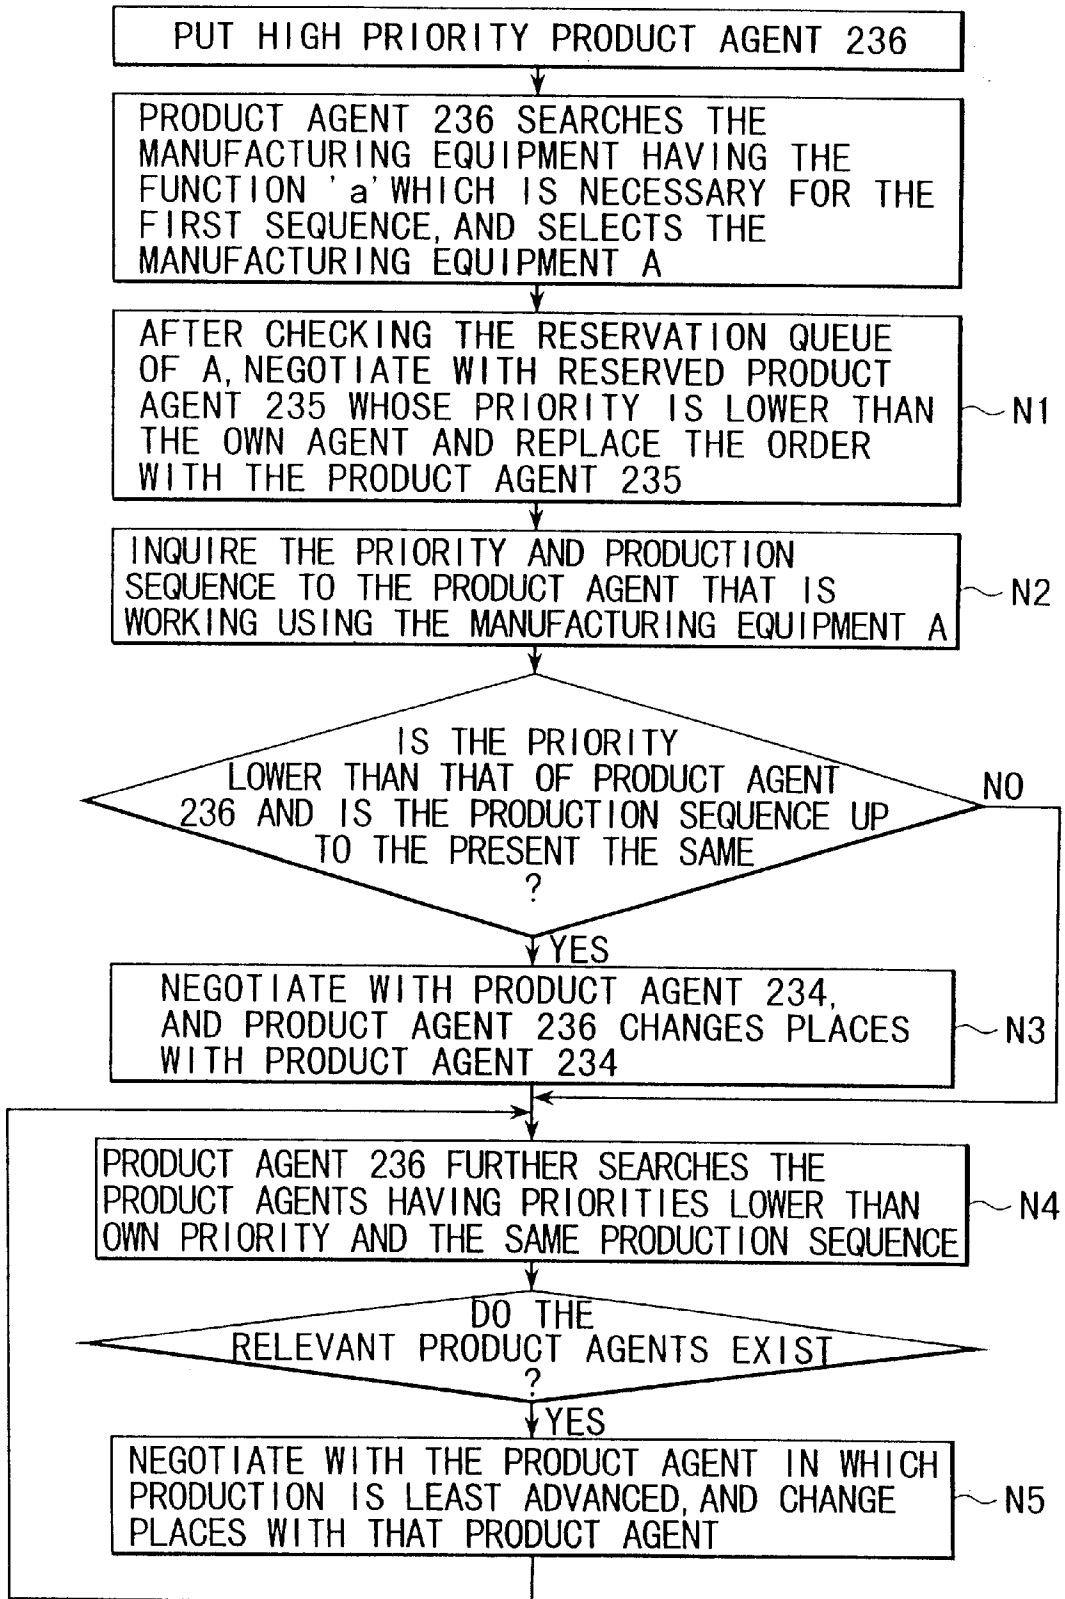 PUT HIGH PRIORITY PRODUCT AGENT 236
PRODUCT AGENT 236 SEARCHES THE
MANUFACTURING EQUIPMENT HAVING THE
FUNCTION 'a' WHICH IS NECESSARY FOR THE
FIRST SEQUENCE, AND SELECTS THE
MANUFACTURING EQUIPMENT A
AFTER CHECKING THE RESERVATION QUEUE
OF A, NEGOTIATE WITH RESERVED PRODUCT
AGENT 235 WHOSE PRIORITY IS LOWER THAN
THE OWN AGENT AND REPLACE THE ORDER
WITH THE PRODUCT AGENT 235
N1
INQUIRE THE PRIORITY AND PRODUCTION
SEQUENCE TO THE PRODUCT AGENT THAT IS
WORKING USING THE MANUFACTURING EQUIPMENT A
N2
IS THE PRIORITY
LOWER THAN THAT OF PRODUCT AGENT
236 AND IS THE PRODUCTION SEQUENCE UP
TO THE PRESENT THE SAME
?
NO
YES
NEGOTIATE WITH PRODUCT AGENT 234,
AND PRODUCT AGENT 236 CHANGES PLACES
WITH PRODUCT AGENT 234
N3
PRODUCT AGENT 236 FURTHER SEARCHES THE
PRODUCT AGENTS HAVING PRIORITIES LOWER THAN
OWN PRIORITY AND THE SAME PRODUCTION SEQUENCE
N4
DO THE
RELEVANT PRODUCT AGENTS EXIST
?
YES
NEGOTIATE WITH THE PRODUCT AGENT IN WHICH
PRODUCTION IS LEAST ADVANCED, AND CHANGE
PLACES WITH THAT PRODUCT AGENT
N5